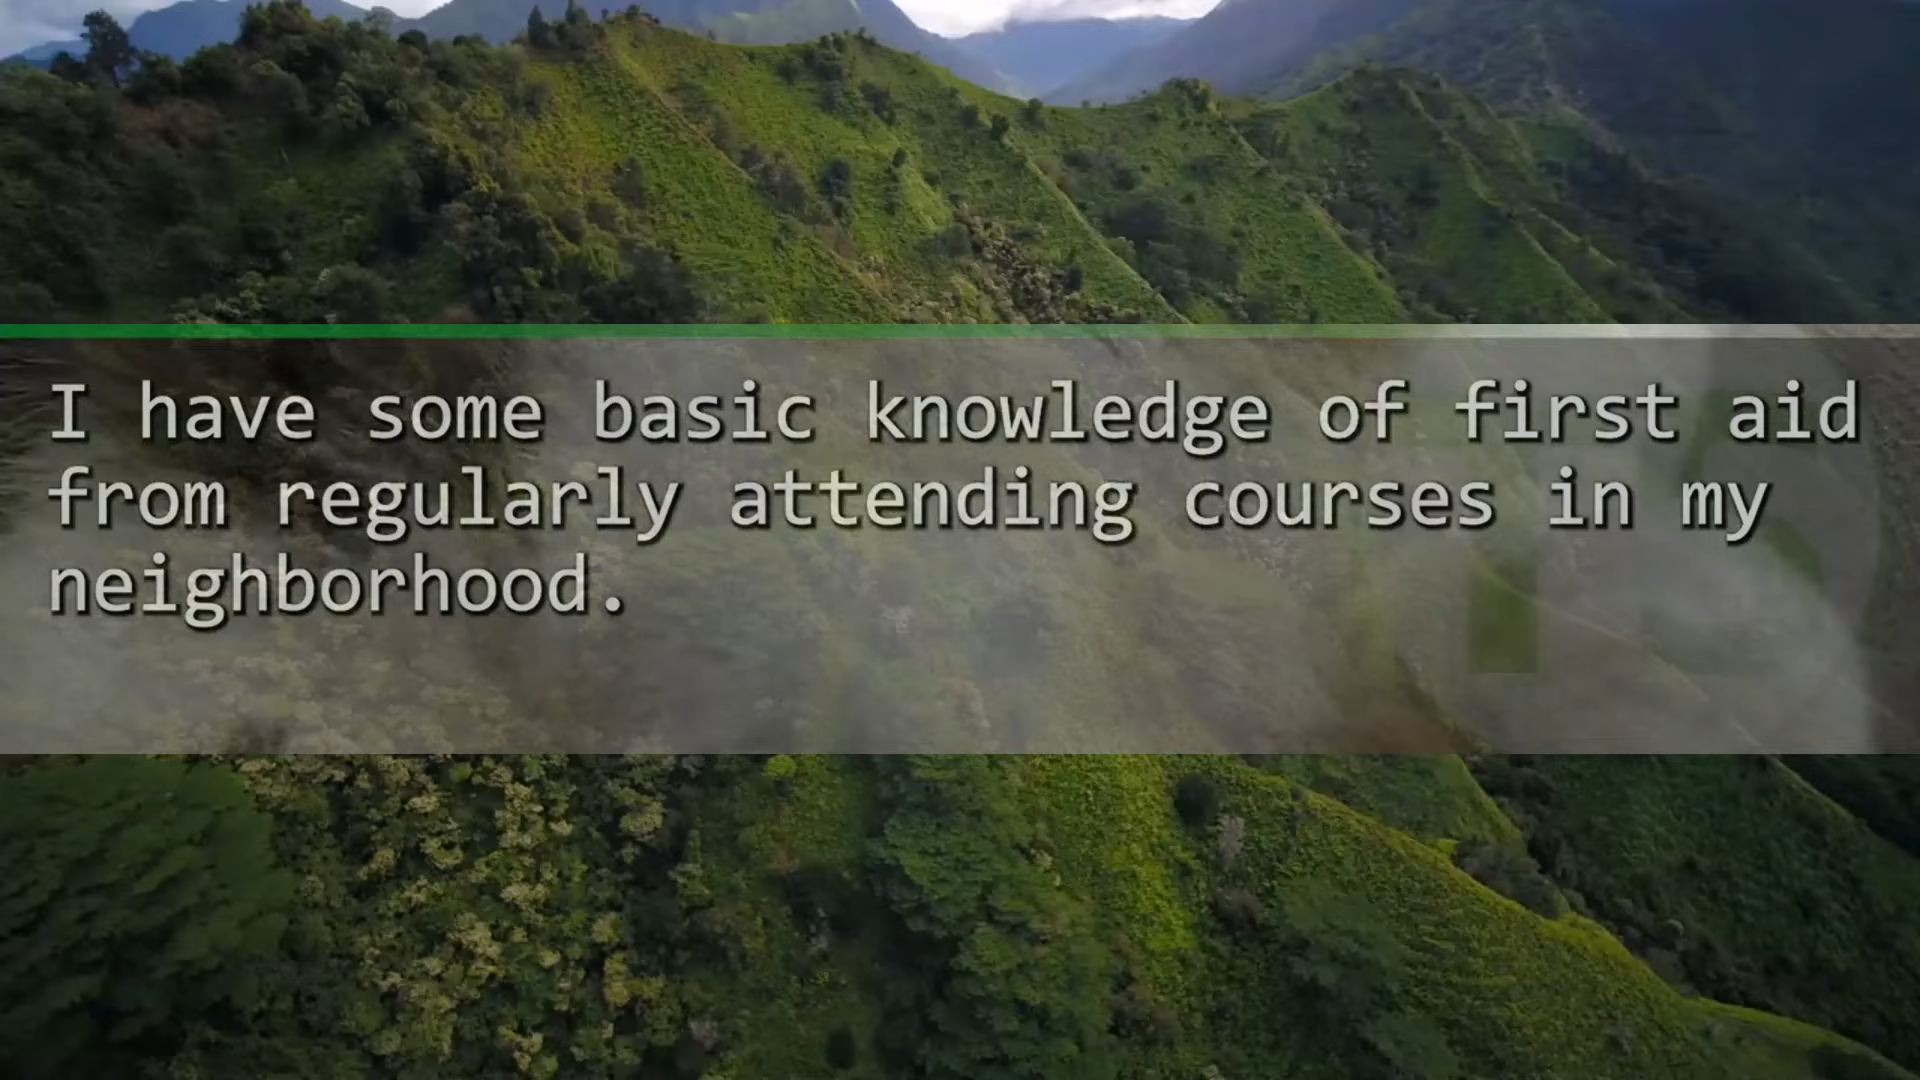 I have some basic knowledge of first aid
from regularly attending courses in my
neighborhood.